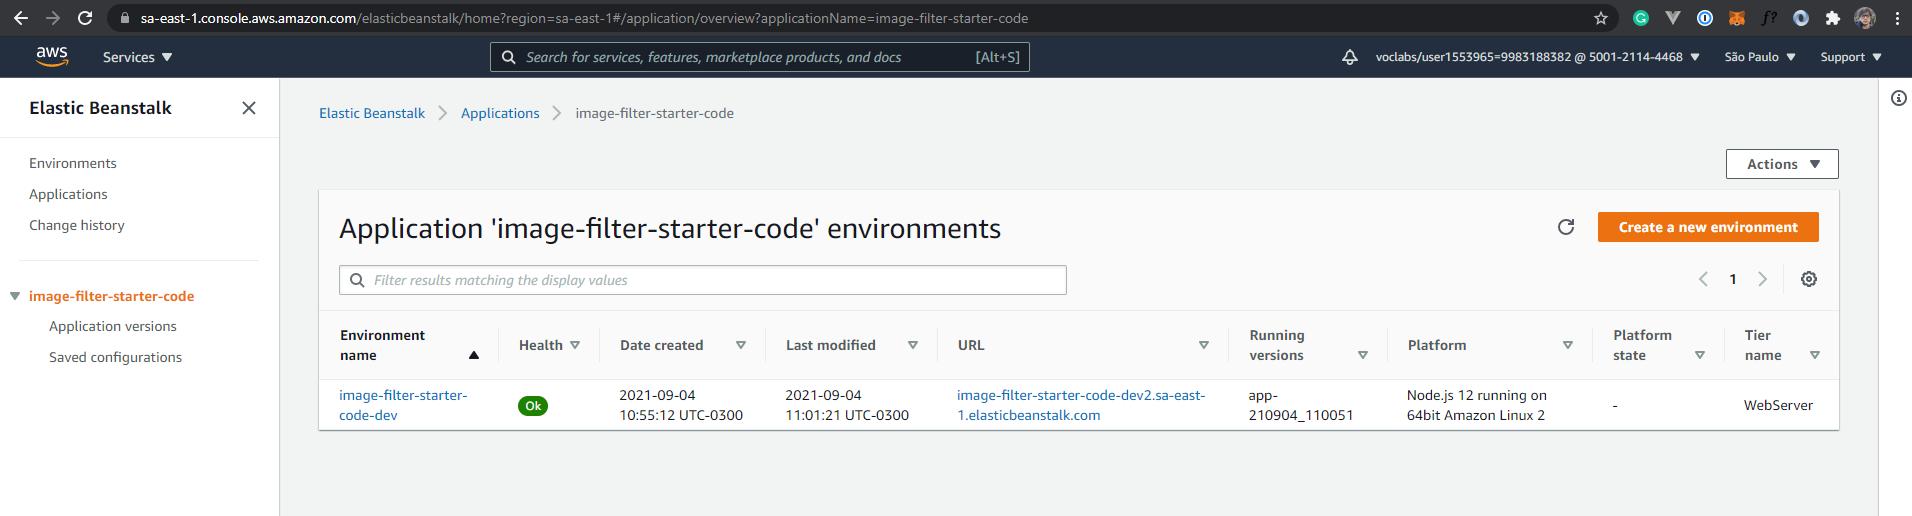 sa-east-1.console.aws.amazon.com/elasticbeanstalk/home?region=sa-east-1#/application/overview?applicationName=image-filter-starter-code
aws
Services
Search for services, features, marketplace products, and docs
[Alt+S]
voclabs/user1553965=9983188382 @ 5001-2114-4468
São Paulo
Support
Elastic Beanstalk
Environments
Applications
Change history
image-filter-starter-code
Application versions
Saved configurations
Elastic Beanstalk
Applications
image-filter-starter-code
Actions
Application 'image-filter-starter-code' environments
Create a new environment
Filter results matching the display values
1
Environment
name
Health
Date created
Last modified
URL
Running
versions
Platform
Platform
state
Tier
name
image-filter-starter-
code-dev
Ok
2021-09-04
10:55:12 UTC-0300
2021-09-04
11:01:21 UTC-0300
image-filter-starter-code-dev2.sa-east-
1.elasticbeanstalk.com
app-
210904_110051
Node.js 12 running on
64bit Amazon Linux 2
-
WebServer